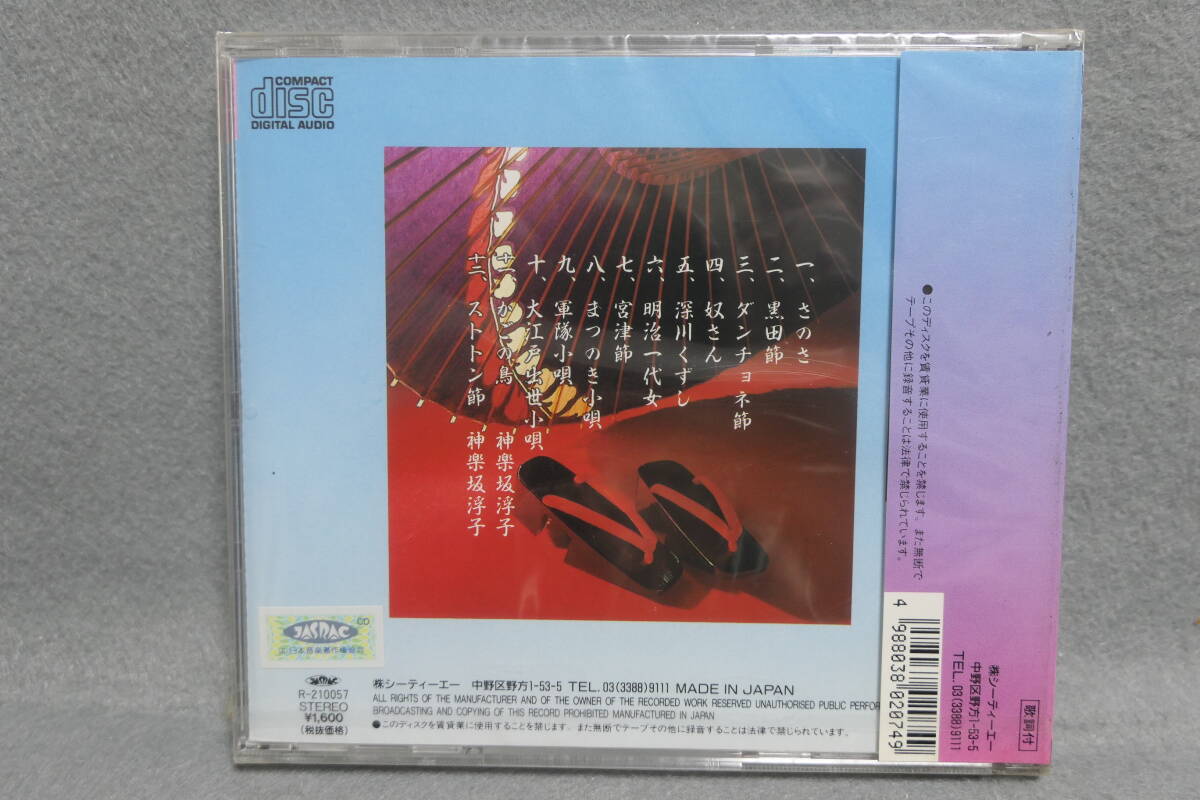 COMPACT
disc
DIGITAL AUDIO
一、さのさ
二、黒田節
三、ダンチョネ節
四、奴さん
五、深川くずし
六、明治一代女
七、宮津節
八、まつのき小唄
九、軍隊小唄
十、大江戸出世小唄
十一、かごの鳥 神楽坂浮子
十二、ストトン節 神楽坂浮子
JASRAC
CD
日本音楽著作権協会
R-210057
STEREO
¥1,600
(税抜価格)
㈱シーティーエー 中野区野方1-53-5 TEL.03(3388)9111 MADE IN JAPAN
ALL RIGHTS OF THE MANUFACTURER AND OF THE OWNER OF THE RECORDED WORK RESERVED UNAUTHORISED PUBLIC PERFOR
BROADCASTING AND COPYING OF THIS RECORD PROHIBITED MANUFACTURED IN JAPAN
●このディスクを賃貸業に使用することを禁じます。また無断でテープその他に録音することは法律で禁じられています。
●このディスクを賃貸業に使用することを禁じます。また無断で
テープその他に録音することは法律で禁じられています。
4 988038 020749
㈱シーティーエー
中野区野方1-53-5
TEL.03(3388)9111
歌詞付